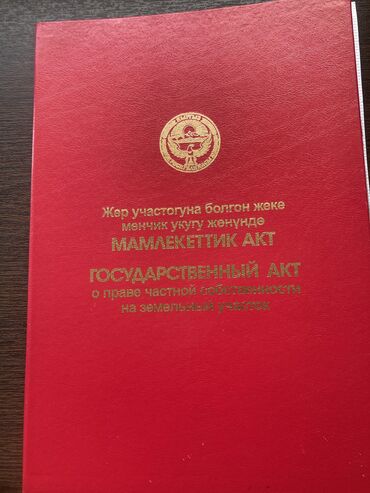 Жер участогуна болгон жеке
менчик укугу жөнүндө
МАМЛЕКЕТТИК АКТ
ГОСУДАРСТВЕННЫЙ АКТ
о праве частной собственности
на земельный участок